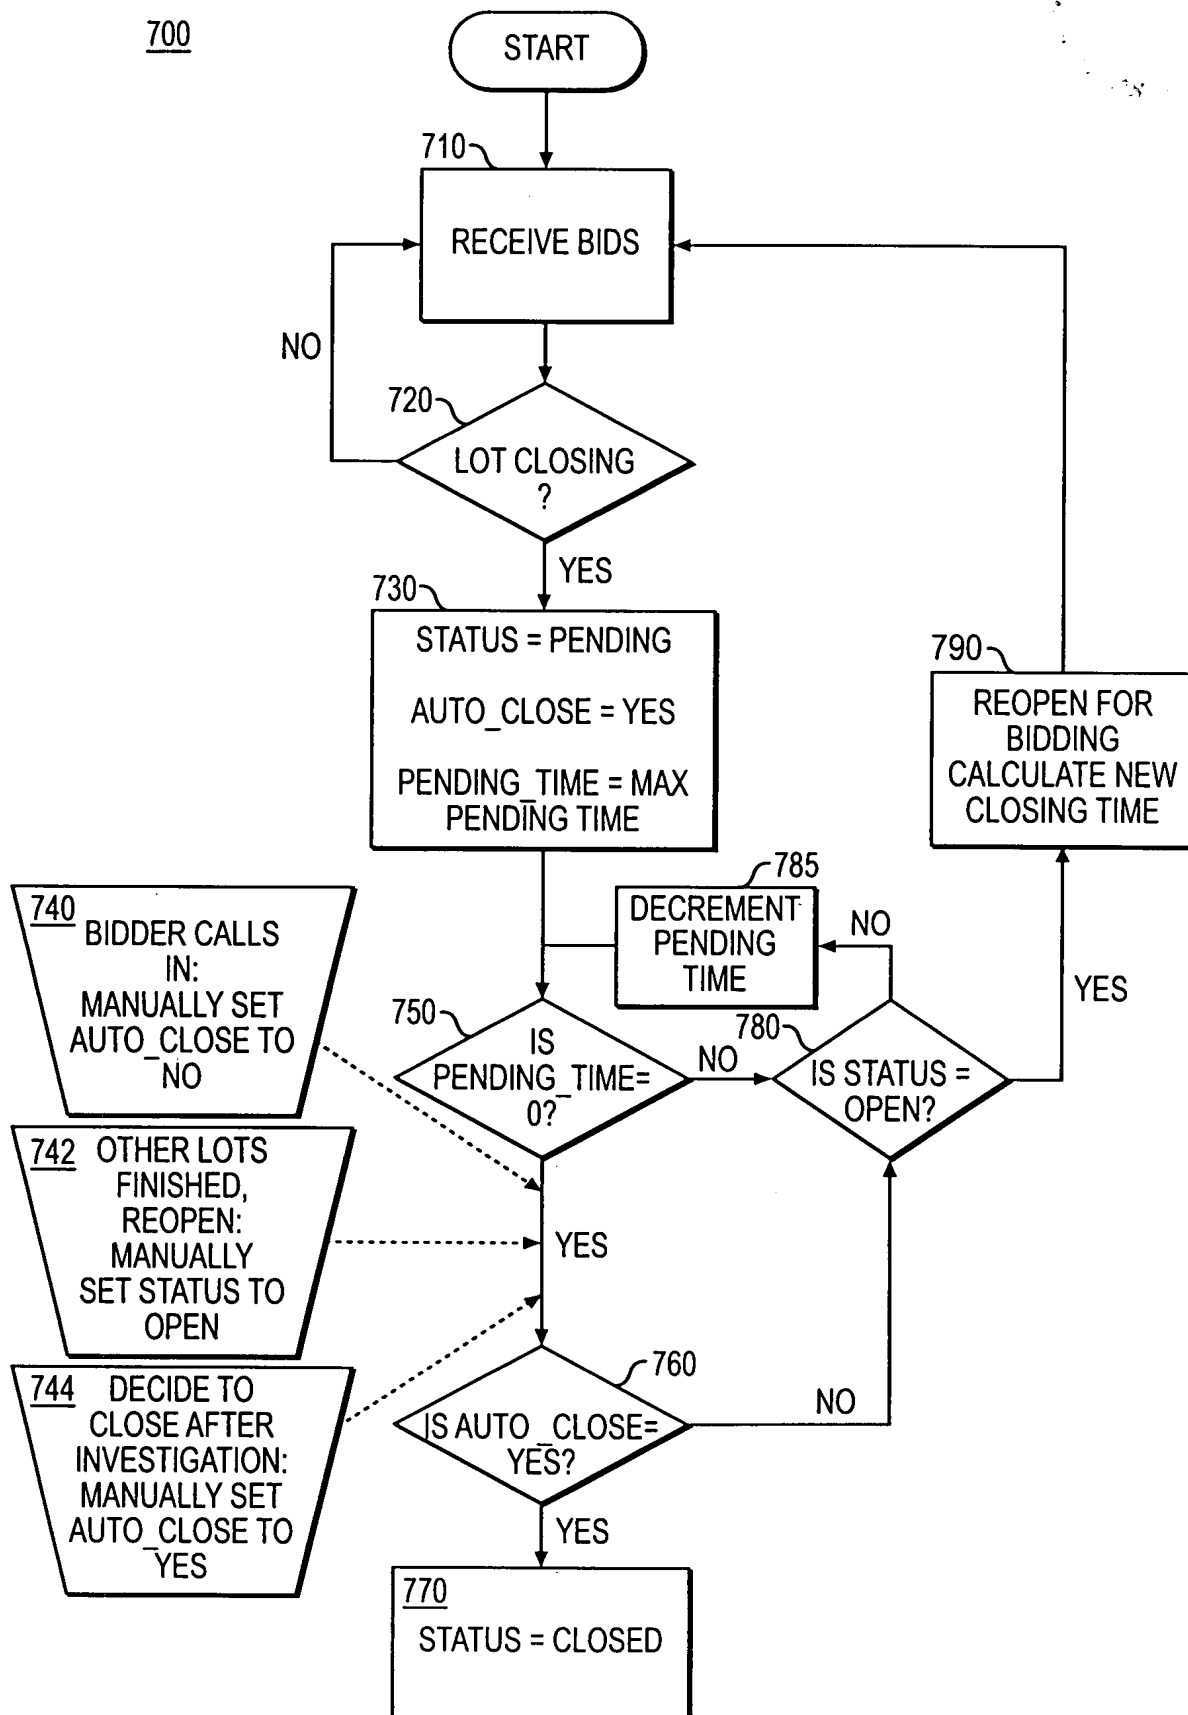 700
START
710
RECEIVE BIDS
NO
720
LOT CLOSING
?
YES
730
STATUS = PENDING
AUTO_CLOSE = YES
PENDING_TIME = MAX
PENDING TIME
790
REOPEN FOR
BIDDING
CALCULATE NEW
CLOSING TIME
785
DECREMENT
PENDING
TIME
NO
YES
740
BIDDER CALLS
IN:
MANUALLY SET
AUTO_CLOSE TO
NO
750
IS
PENDING_TIME=
0?
NO
780
IS STATUS =
OPEN?
742 OTHER LOTS
FINISHED,
REOPEN:
MANUALLY
SET STATUS TO
OPEN
YES
744 DECIDE TO
CLOSE AFTER
INVESTIGATION:
MANUALLY SET
AUTO_CLOSE TO
YES
760
IS AUTO_CLOSE=
YES?
NO
YES
770
STATUS = CLOSED